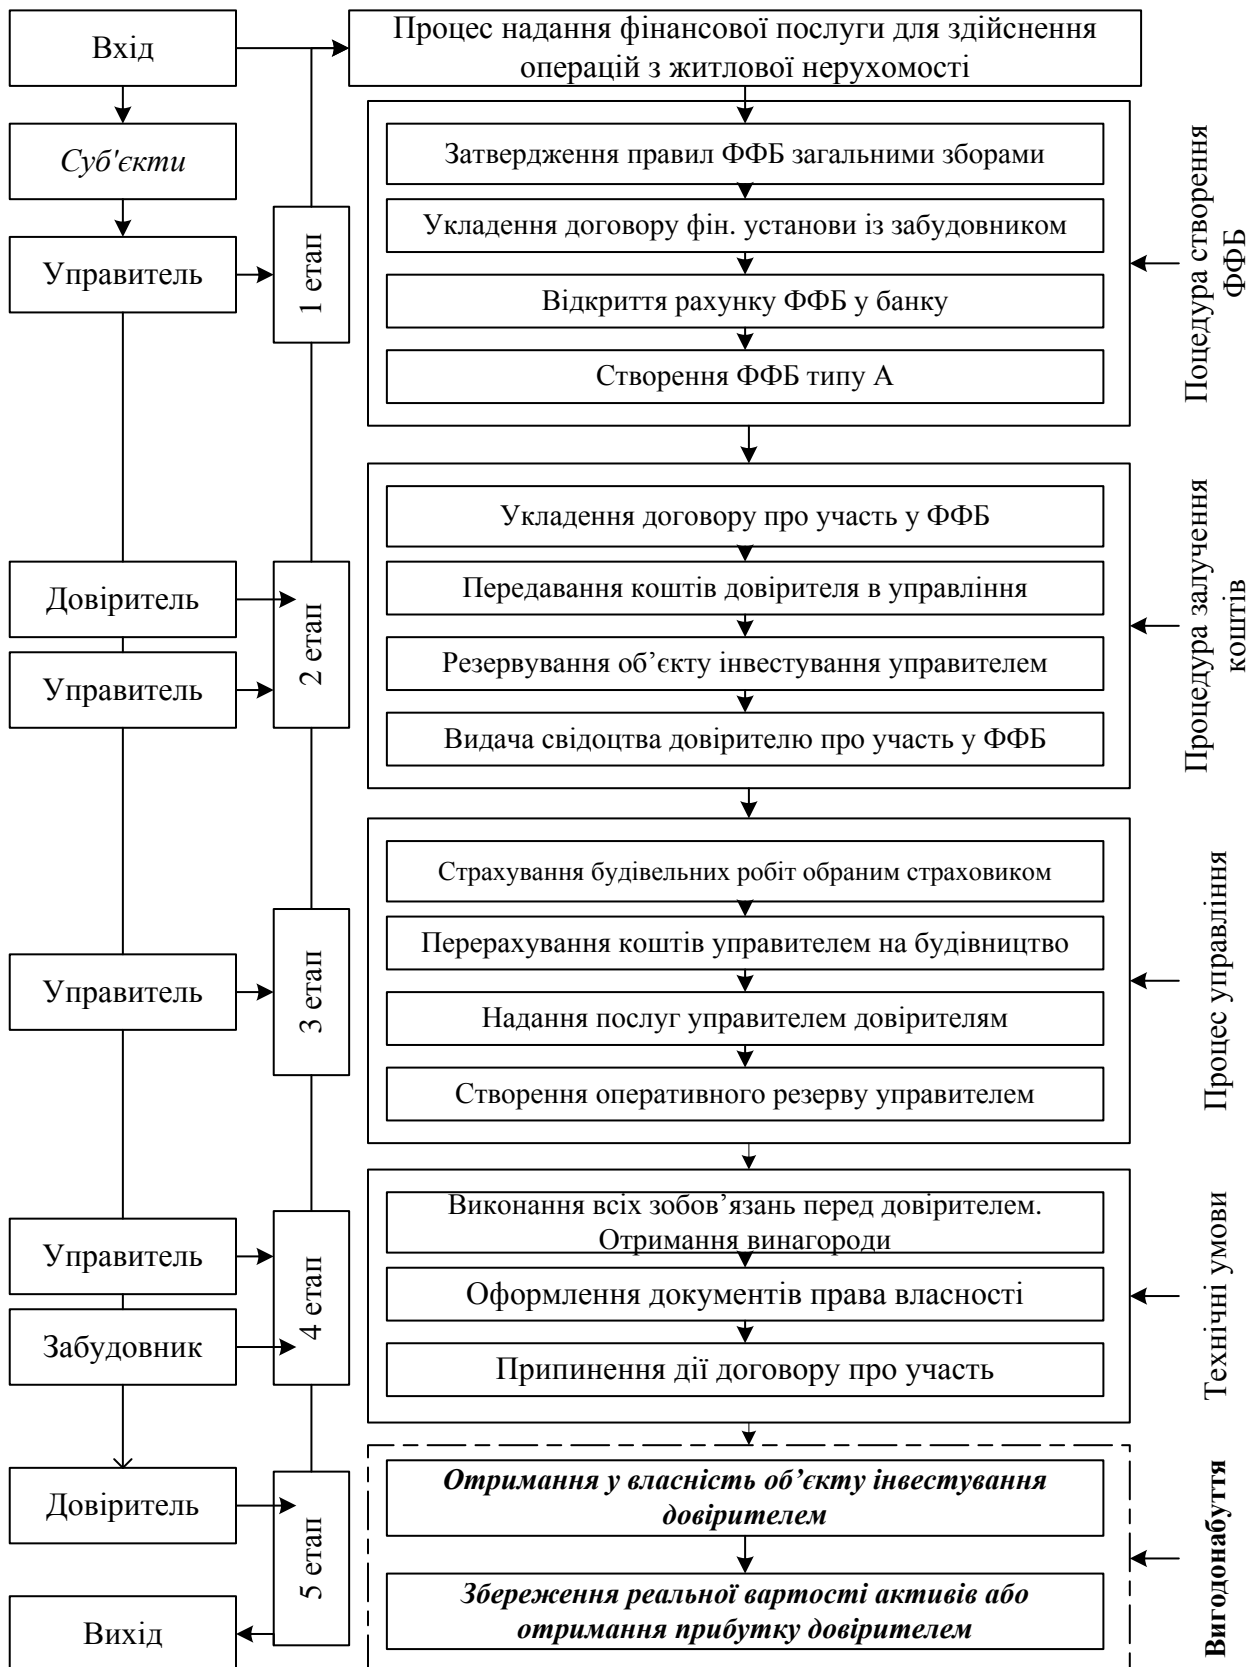 Вхід
Процес надання фінансової послуги для здійснення
операцій з житлової нерухомості
Суб'єкти
Управитель
1 етап
Затвердження правил ФФБ загальними зборами
Укладення договору фін. установи із забудовником
Відкриття рахунку ФФБ у банку
Створення ФФБ типу А
Поцедура створення
ФФБ
Довіритель
Управитель
2 етап
Укладення договору про участь у ФФБ
Передавання коштів довірителя в управління
Резервування об’єкту інвестування управителем
Видача свідоцтва довірителю про участь у ФФБ
Процедура залучення
коштів
Управитель
3 етап
Страхування будівельних робіт обраним страховиком
Перерахування коштів управителем на будівництво
Надання послуг управителем довірителям
Створення оперативного резерву управителем
Процес управління
Управитель
Забудовник
4 етап
Виконання всіх зобов’язань перед довірителем.
Отримання винагороди
Оформлення документів права власності
Припинення дії договору про участь
Технічні умови
Довіритель
5 етап
Отримання у власність об’єкту інвестування
довірителем
Збереження реальної вартості активів або
отримання прибутку довірителем
Вигодонабуття
Вихід